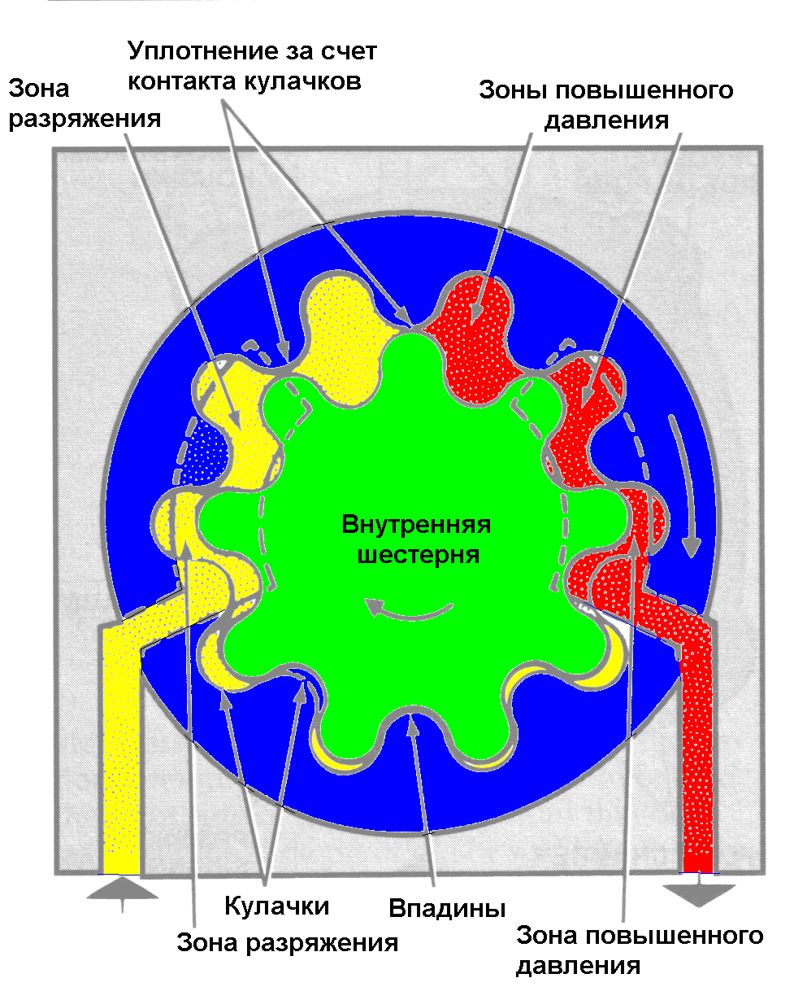 Уплотнение за счет
контакта кулачков
Зона
разряжения
Зоны повышенного
давления
Внутренняя
шестерня
Кулачки
Впадины
Зона разряжения
Зона повышенного
давления